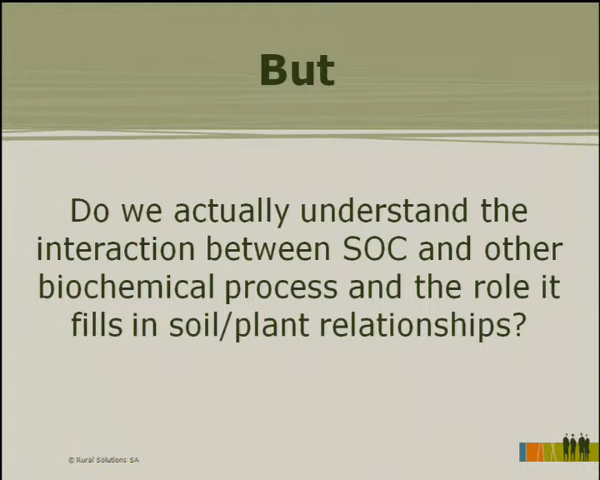 But
Do we actually understand the
interaction between SOC and other
biochemical process and the role it
fills in soil/plant relationships?
© Rural Solutions SA